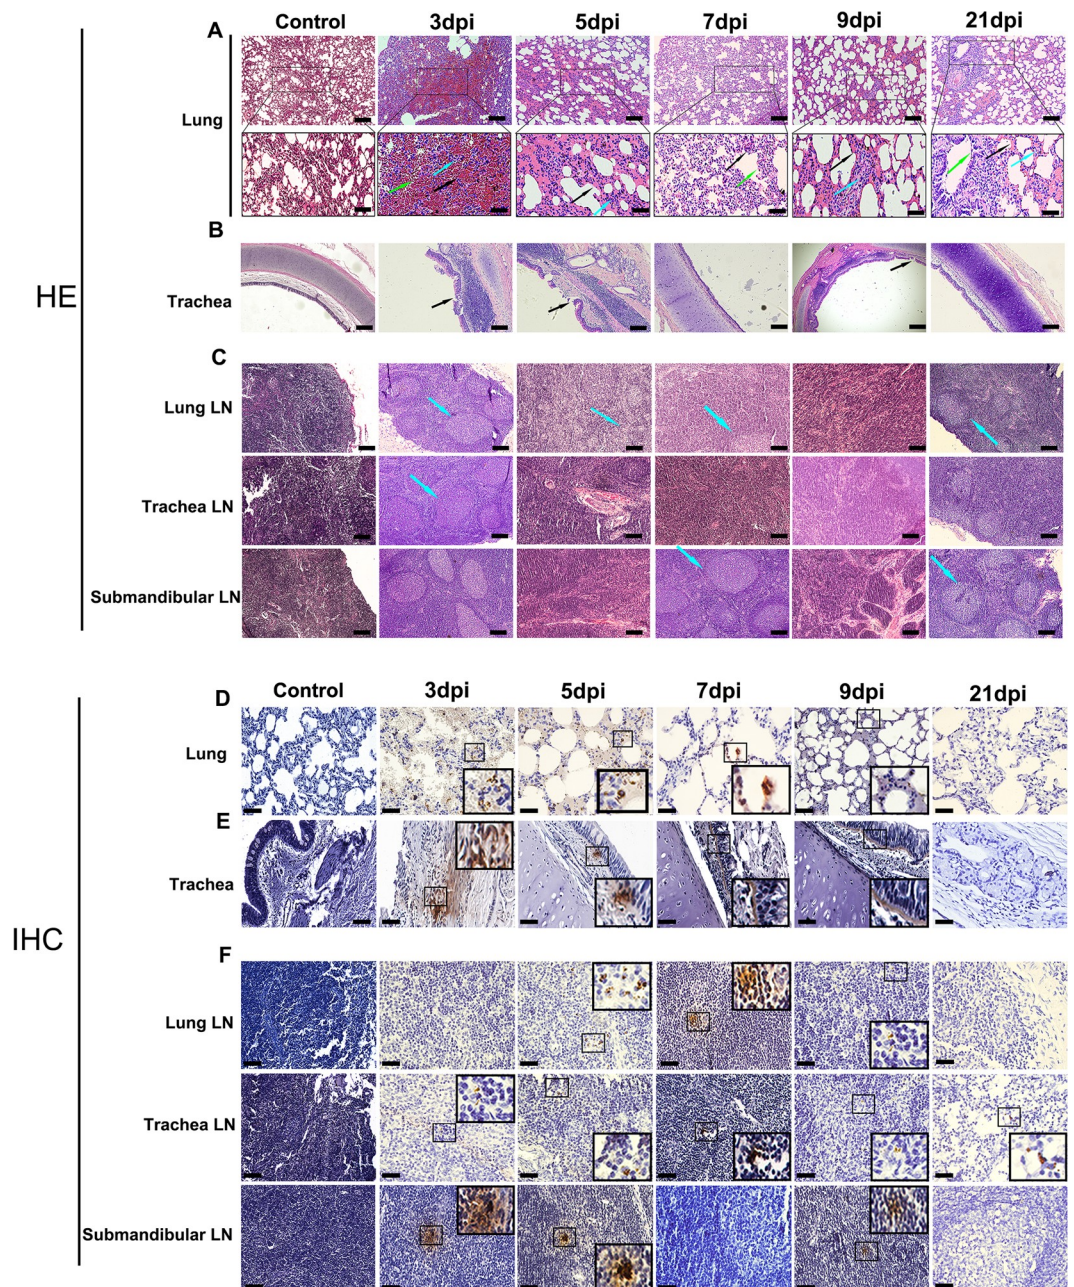 Control 3dpi 5dpi 7dpi 9dpi 21dpi
A
Lung
B
HE
Trachea
C
Lung LN
Trachea LN
Submandibular LN
Control 3dpi 5dpi 7dpi 9dpi 21dpi
D
Lung
E
Trachea
IHC
F
Lung LN
Trachea LN
Submandibular LN